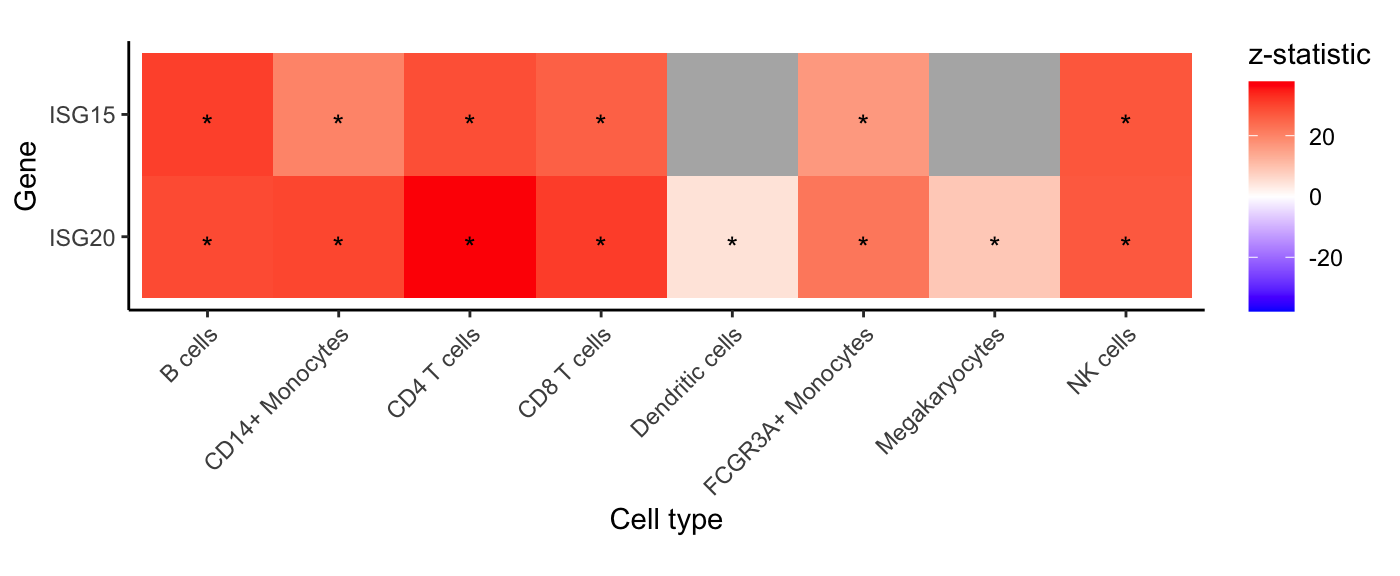 z-statistic
20
0
-20
Gene
ISG15
* * * * * *
ISG20
* * * * * * * *
B cells
CD14+ Monocytes
CD4 T cells
CD8 T cells
Dendritic cells
FCGR3A+ Monocytes
Megakaryocytes
NK cells
Cell type